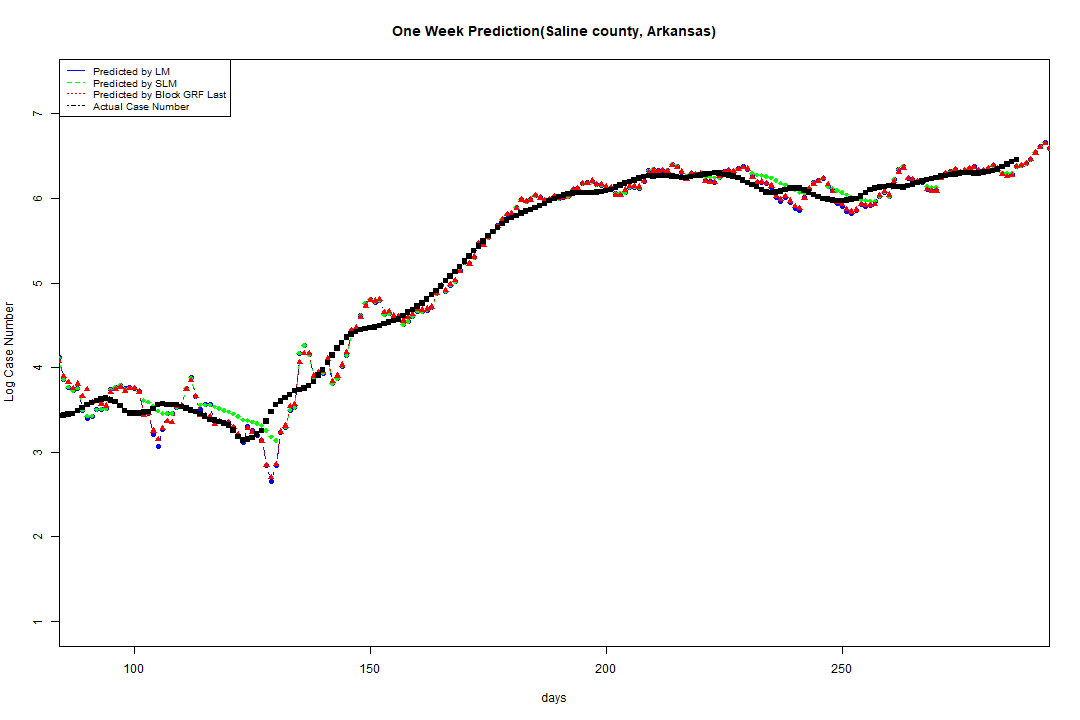 One Week Prediction(Saline county, Arkansas)
Predicted by LM
Predicted by SLM
Predicted by Block GRF Last
Actual Case Number
7
6
5
4
3
2
1
Log Case Number
100 150 200 250
days